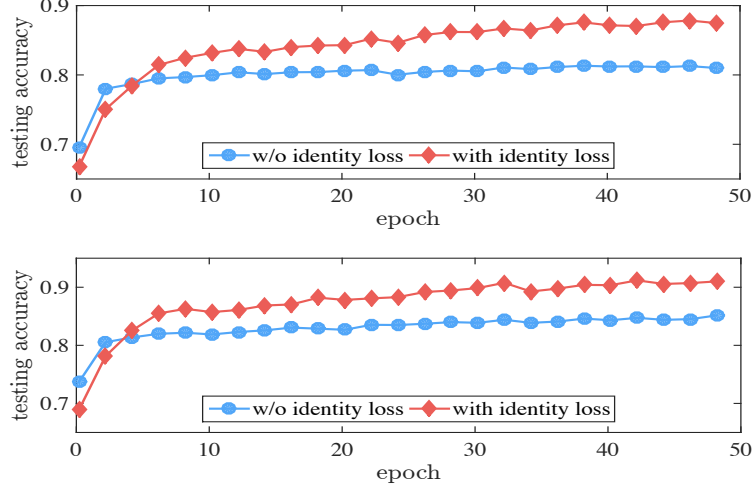 0.9
0.8
0.7
testing accuracy
w/o identity loss with identity loss
0 10 20 30 40 50
epoch
0.9
0.8
0.7
testing accuracy
w/o identity loss with identity loss
0 10 20 30 40 50
epoch